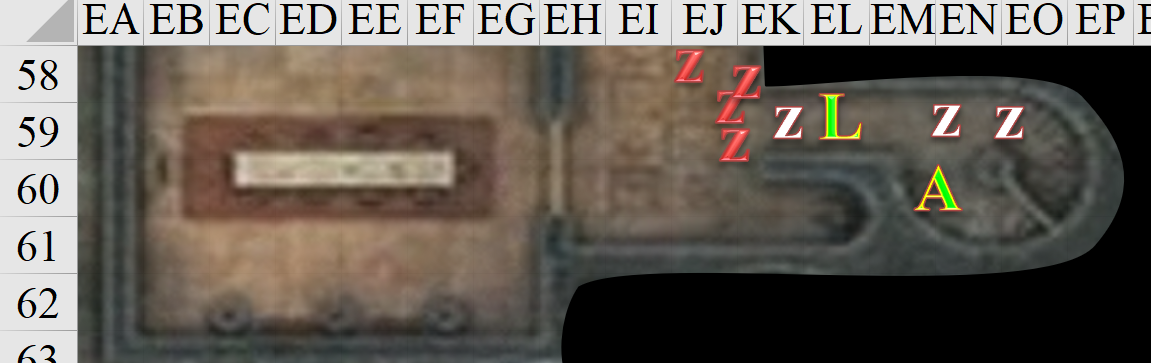 EA EB EC ED EE EF EG EH EI EJ EK EL EM EN EO EP
58 Z Z
59 Z Z L Z Z
Z
60 A
61
62
63